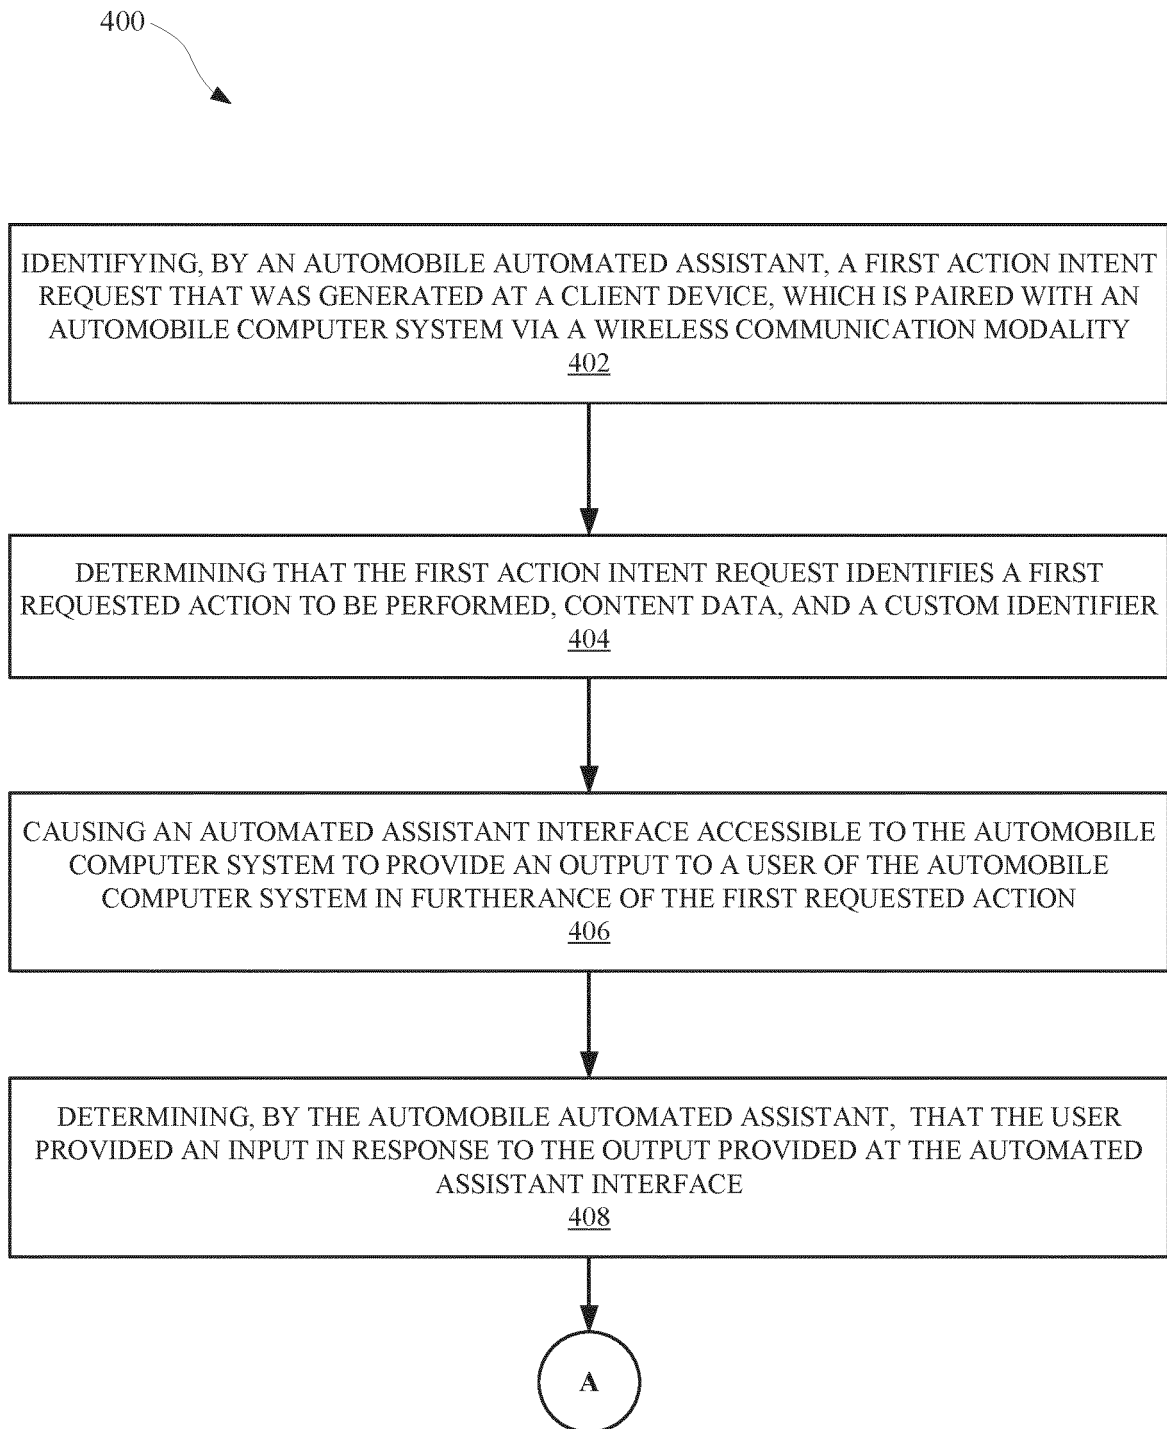 400
IDENTIFYING, BY AN AUTOMOBILE AUTOMATED ASSISTANT, A FIRST ACTION INTENT
REQUEST THAT WAS GENERATED AT A CLIENT DEVICE, WHICH IS PAIRED WITH AN
AUTOMOBILE COMPUTER SYSTEM VIA A WIRELESS COMMUNICATION MODALITY
402
DETERMINING THAT THE FIRST ACTION INTENT REQUEST IDENTIFIES A FIRST
REQUESTED ACTION TO BE PERFORMED, CONTENT DATA, AND A CUSTOM IDENTIFIER
404
CAUSING AN AUTOMATED ASSISTANT INTERFACE ACCESSIBLE TO THE AUTOMOBILE
COMPUTER SYSTEM TO PROVIDE AN OUTPUT TO A USER OF THE AUTOMOBILE
COMPUTER SYSTEM IN FURTHERANCE OF THE FIRST REQUESTED ACTION
406
DETERMINING, BY THE AUTOMOBILE AUTOMATED ASSISTANT, THAT THE USER
PROVIDED AN INPUT IN RESPONSE TO THE OUTPUT PROVIDED AT THE AUTOMATED
ASSISTANT INTERFACE
408
A